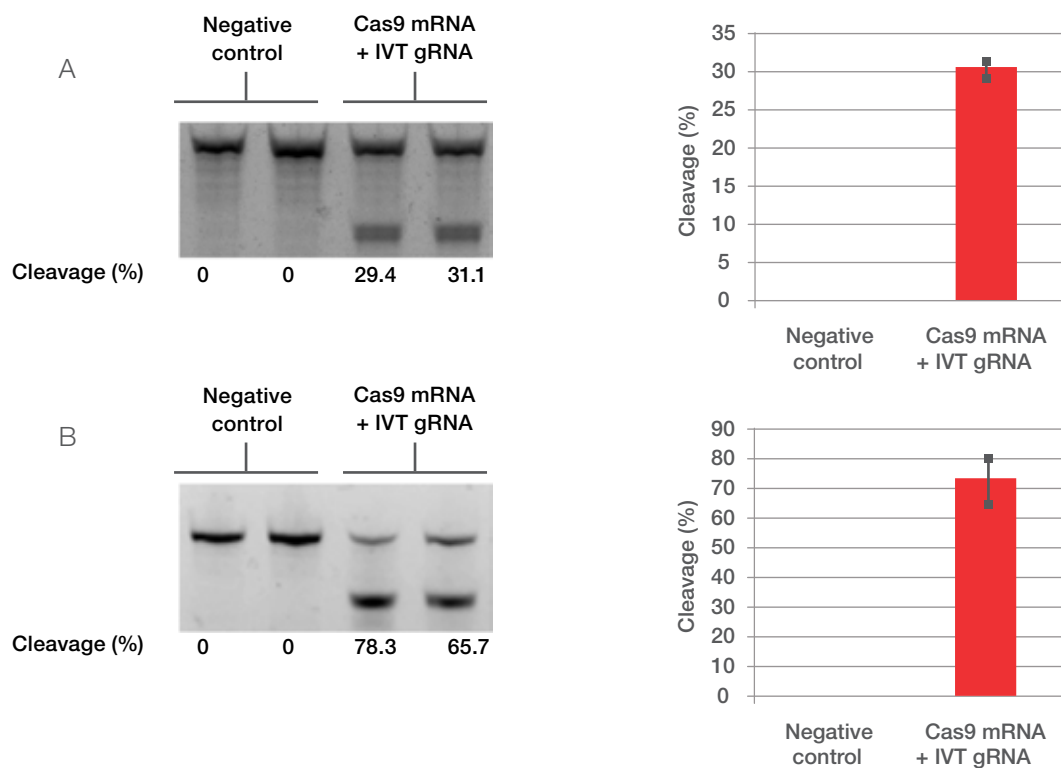 A
Negative
control
Cas9 mRNA
+ IVT gRNA
Cleavage (%)
0
0
29.4
31.1
Cleavage (%)
35
30
25
20
15
10
5
0
Negative
control
Cas9 mRNA
+ IVT gRNA
B
Negative
control
Cas9 mRNA
+ IVT gRNA
Cleavage (%)
0
0
78.3
65.7
Cleavage (%)
90
80
70
60
50
40
30
20
10
0
Negative
control
Cas9 mRNA
+ IVT gRNA